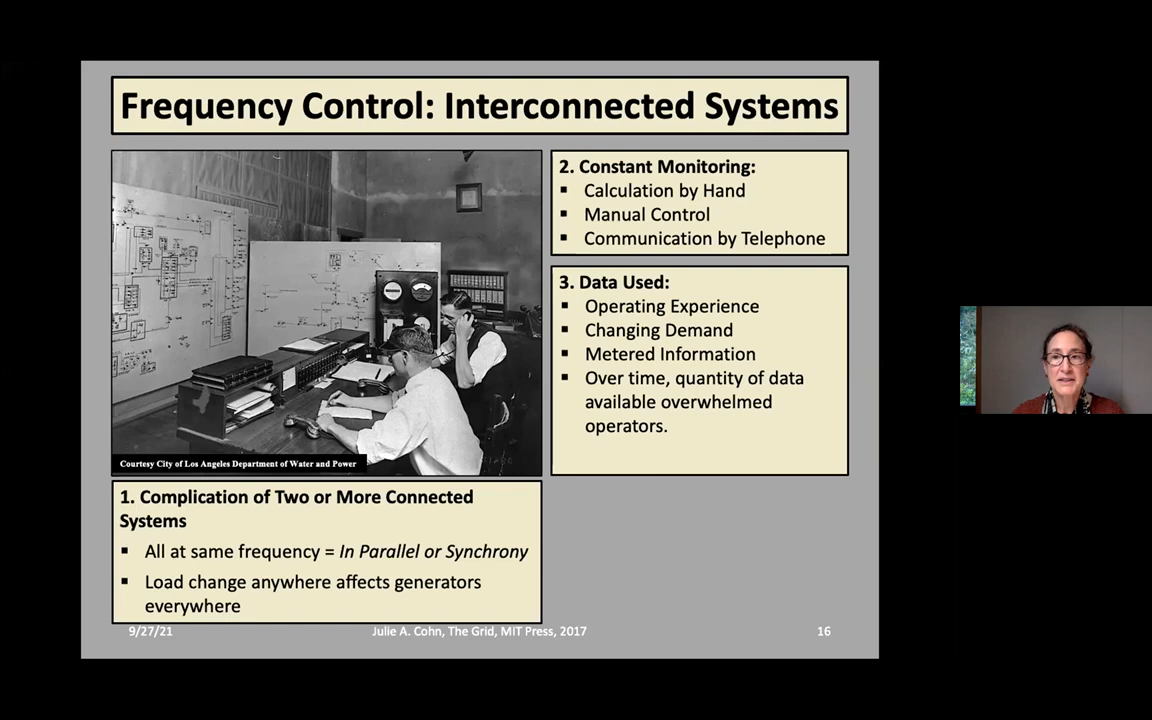 Frequency Control: Interconnected Systems
Courtesy City of Los Angeles Department of Water and Power
1. Complication of Two or More Connected
Systems
▪ All at same frequency = In Parallel or Synchrony
▪ Load change anywhere affects generators
everywhere
2. Constant Monitoring:
▪ Calculation by Hand
▪ Manual Control
▪ Communication by Telephone
3. Data Used:
▪ Operating Experience
▪ Changing Demand
▪ Metered Information
▪ Over time, quantity of data
available overwhelmed
operators.
9/27/21
Julie A. Cohn, The Grid, MIT Press, 2017
16